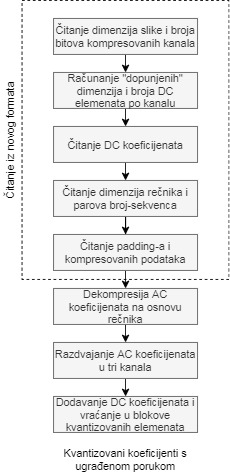 Čitanje iz novog formata
Čitanje dimenzija slike i broja
bitova kompresovanih kanala
Računanje "dopunjenih"
dimenzija i broja DC
elemenata po kanalu
Čitanje DC koeficijenata
Čitanje dimenzija rečnika i
parova broj-sekvenca
Čitanje padding-a i
kompresovanih podataka
Dekompresija AC
koeficijenata na osnovu
rečnika
Razdvajanje AC koeficijenata
u tri kanala
Dodavanje DC koeficijenta i
vraćanje u blokove
kvantizovanih elemenata
Kvantizovani koeficijenti s
ugrađenom porukom